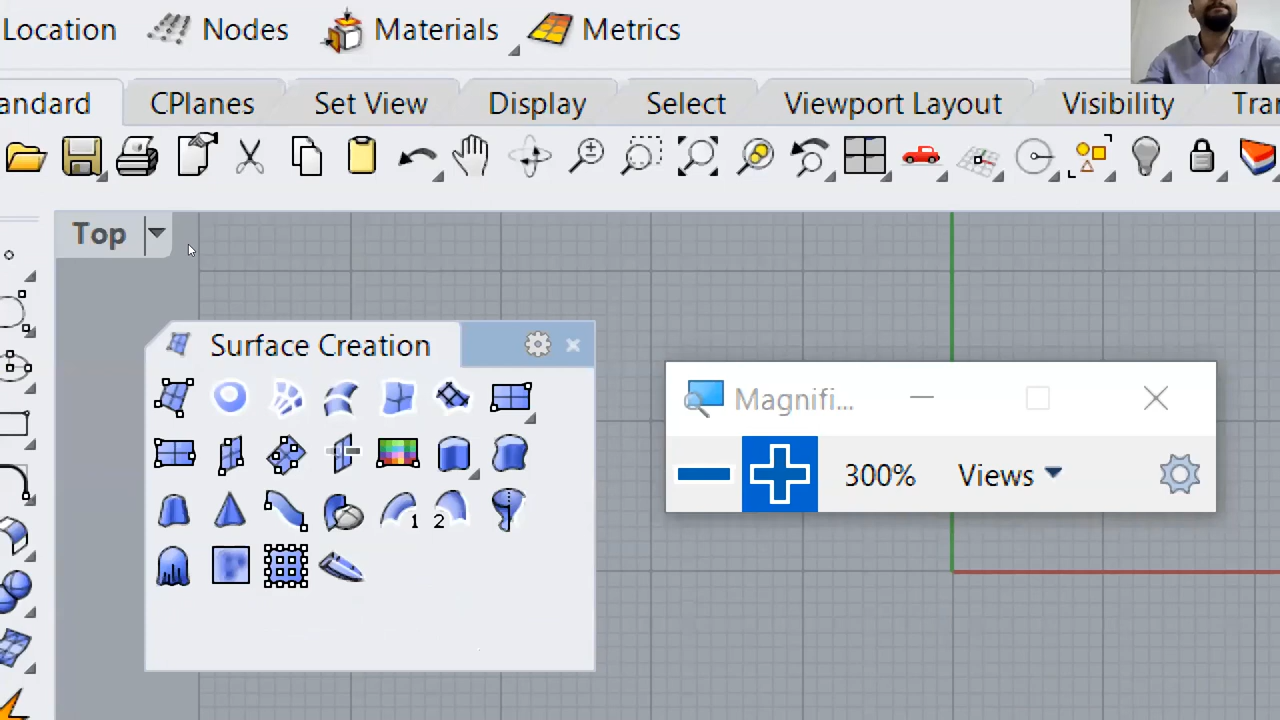 Location Nodes Materials Metrics
andard CPlanes Set View Display Select Viewport Layout Visibility Tran
Top
Surface Creation
Magnifi...
300% Views
1 2